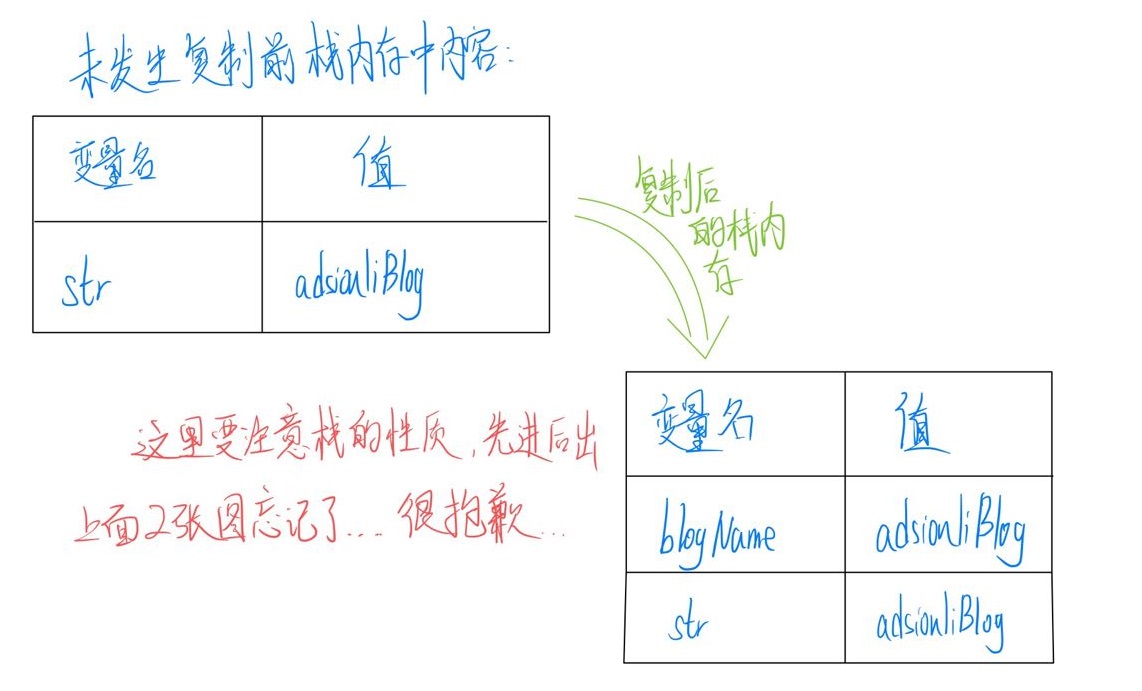 未发生复制前栈内存中内容:
变量名 值
str adsionliBlog
复制后
的栈内
存
这里要注意栈的性质,先进后出
上面2张图忘记了... 很抱歉...
变量名 值
blogName adsionliBlog
str adsionliBlog